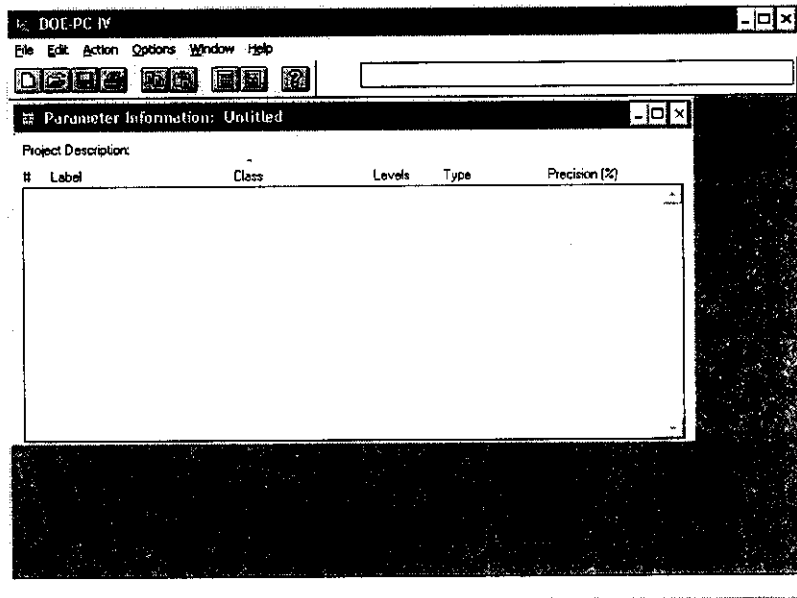 DOE-PC IV
File Edit Action Options Window Help
Parameter Information: Untitled
Project Description:
# Label Class Levels Type Precision (%)